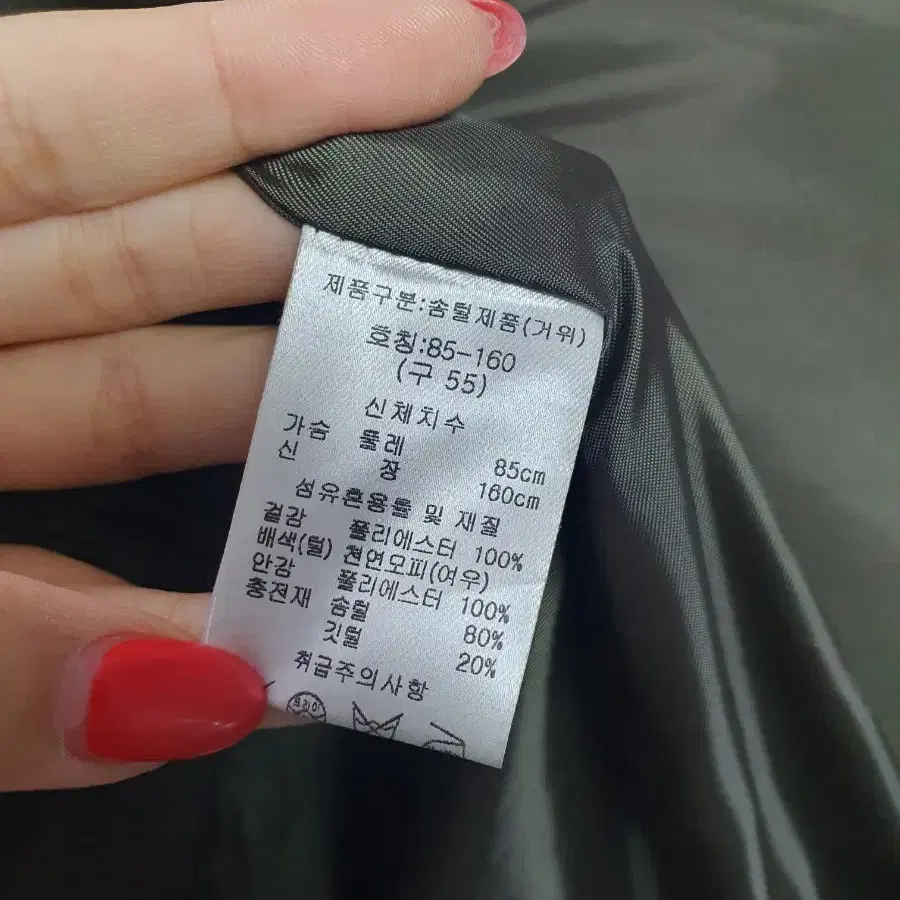 제품구분:솜털제품(거위)
호칭:85-160
(구 55)
신체치수
가슴 둘레 85cm
신 장 160cm
섬유혼용률 및 재질
겉감 폴리에스터 100%
배색(털) 천연모피(여우)
안감 폴리에스터 100%
충전재 솜털 80%
깃털 20%
취급주의사항
드라이